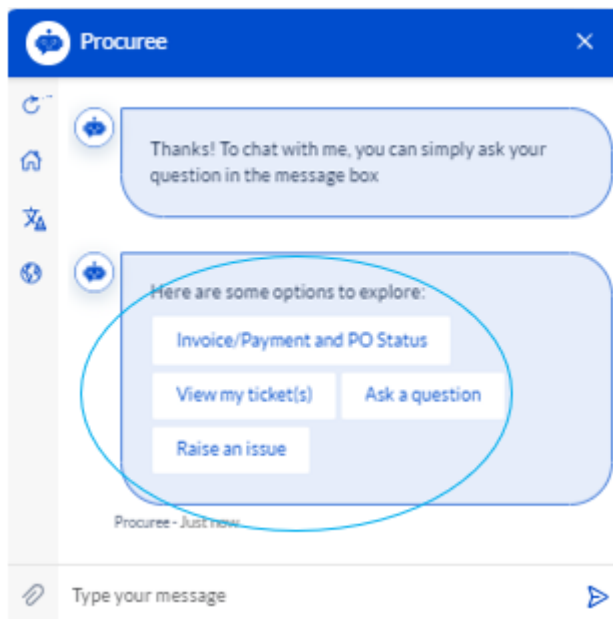 Procuree
Thanks! To chat with me, you can simply ask your
question in the message box
Here are some options to explore:
Invoice/Payment and PO Status
View my ticket(s) Ask a question
Raise an issue
Procuree - Just now
Type your message